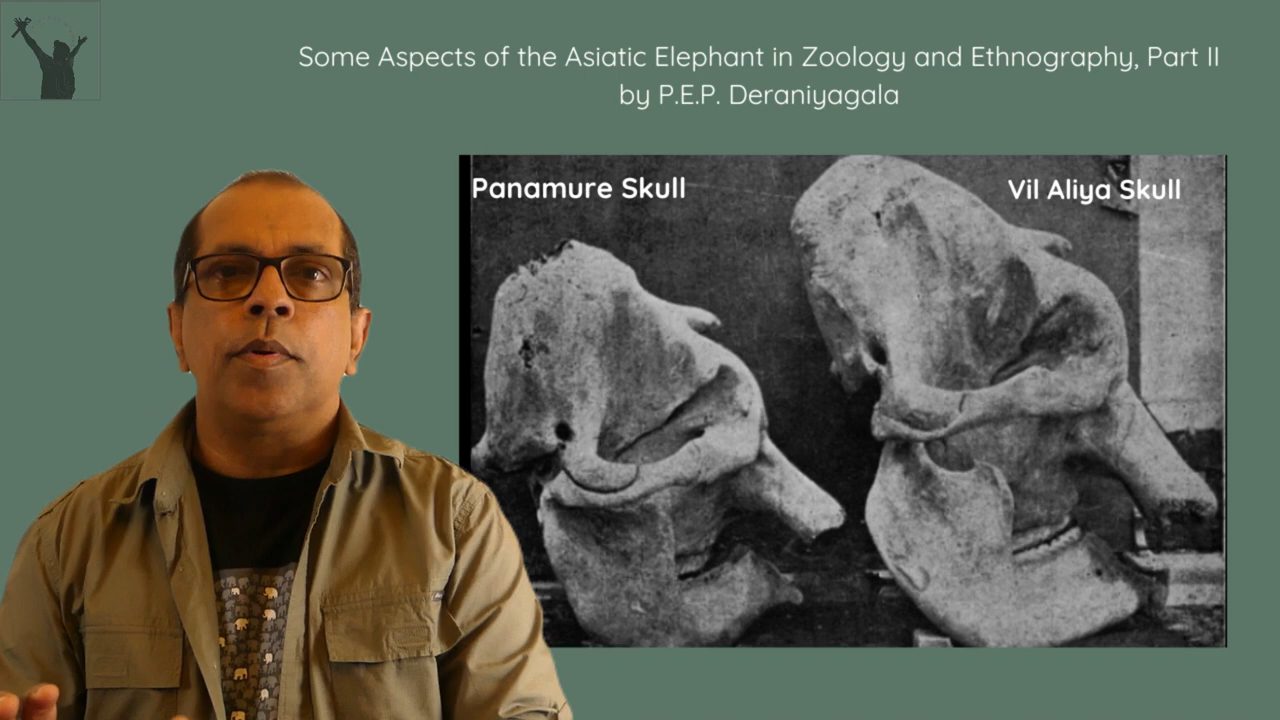 Some Aspects of the Asiatic Elephant in Zoology and Ethnography, Part II
by P.E.P. Deraniyagala
Panamure Skull
Vil Aliya Skull